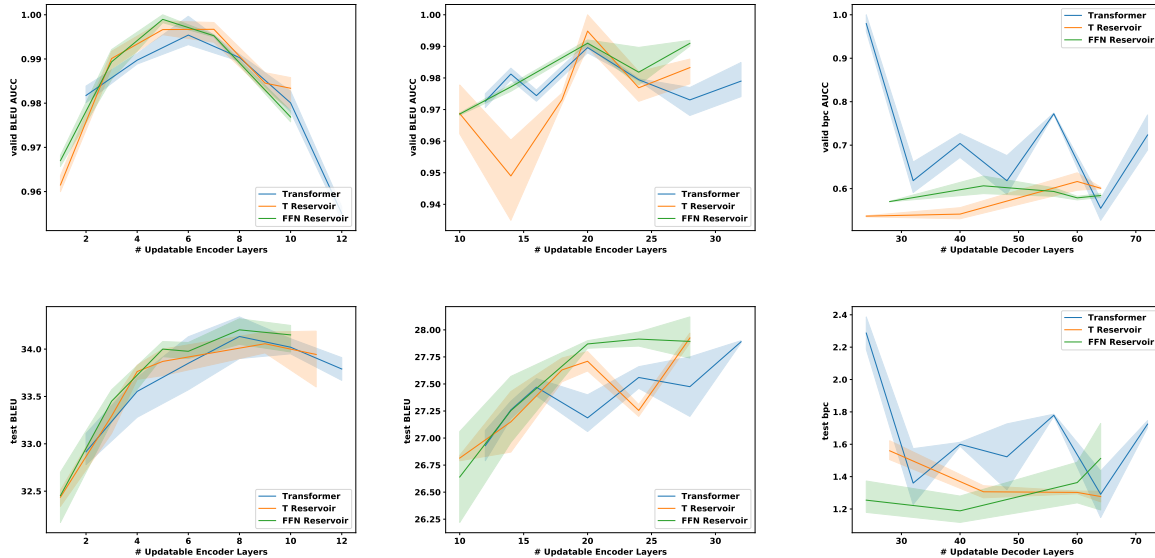 1.00
0.99
0.98
0.97
0.96
valid BLEU AUCC
2 4 6 8 10 12
# Updatable Encoder Layers
Transformer
T Reservoir
FFN Reservoir
1.00
0.99
0.98
0.97
0.96
0.95
0.94
valid BLEU AUCC
10 15 20 25 30
# Updatable Encoder Layers
Transformer
T Reservoir
FFN Reservoir
1.0
0.9
0.8
0.7
0.6
valid bpc AUCC
30 40 50 60 70
# Updatable Decoder Layers
Transformer
T Reservoir
FFN Reservoir
34.0
33.5
33.0
32.5
test BLEU
2 4 6 8 10 12
# Updatable Encoder Layers
Transformer
T Reservoir
FFN Reservoir
28.00
27.75
27.50
27.25
27.00
26.75
26.50
26.25
test BLEU
10 15 20 25 30
# Updatable Encoder Layers
Transformer
T Reservoir
FFN Reservoir
2.4
2.2
2.0
1.8
1.6
1.4
1.2
test bpc
30 40 50 60 70
# Updatable Decoder Layers
Transformer
T Reservoir
FFN Reservoir